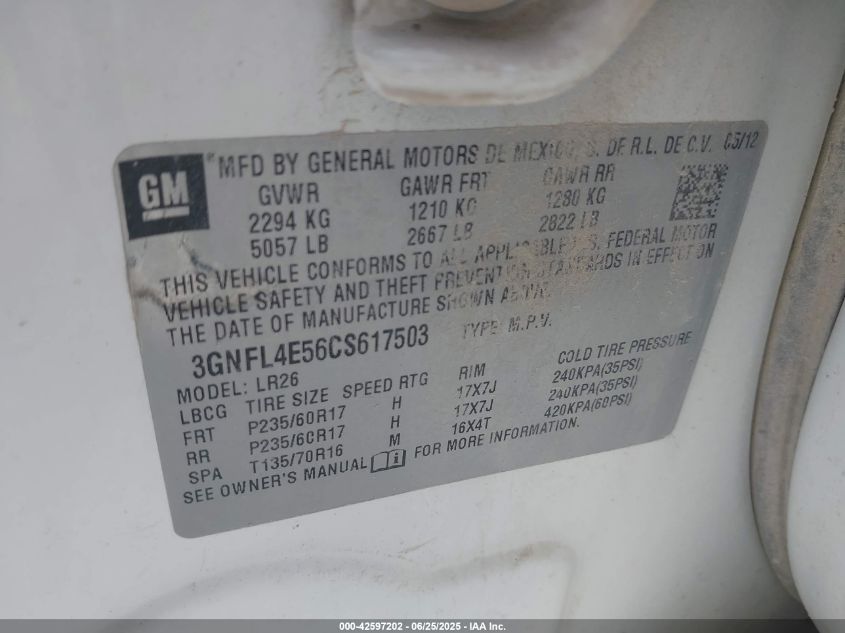 GM
MFD BY GENERAL MOTORS DE MEXICO, S. DE R.L. DE C.V. 05/12
GVWR GAWR FRT GAWR RR
2294 KG 1210 KG 1280 KG
5057 LB 2667 LB 2822 LB
THIS VEHICLE CONFORMS TO ALL APPLICABLE U.S. FEDERAL MOTOR
VEHICLE SAFETY AND THEFT PREVENTION STANDARDS IN EFFECT ON
THE DATE OF MANUFACTURE SHOWN ABOVE.
3GNFL4E56CS617503 TYPE: M.P.V.
MODEL: LR26
LBCG TIRE SIZE SPEED RTG RIM COLD TIRE PRESSURE
FRT P235/60R17 H 17X7J 240KPA(35PSI)
RR P235/60R17 H 17X7J 240KPA(35PSI)
SPA T135/70R16 M 16X4T 420KPA(60PSI)
SEE OWNER'S MANUAL i FOR MORE INFORMATION.
000-42597202 - 06/25/2025 - IAA Inc.